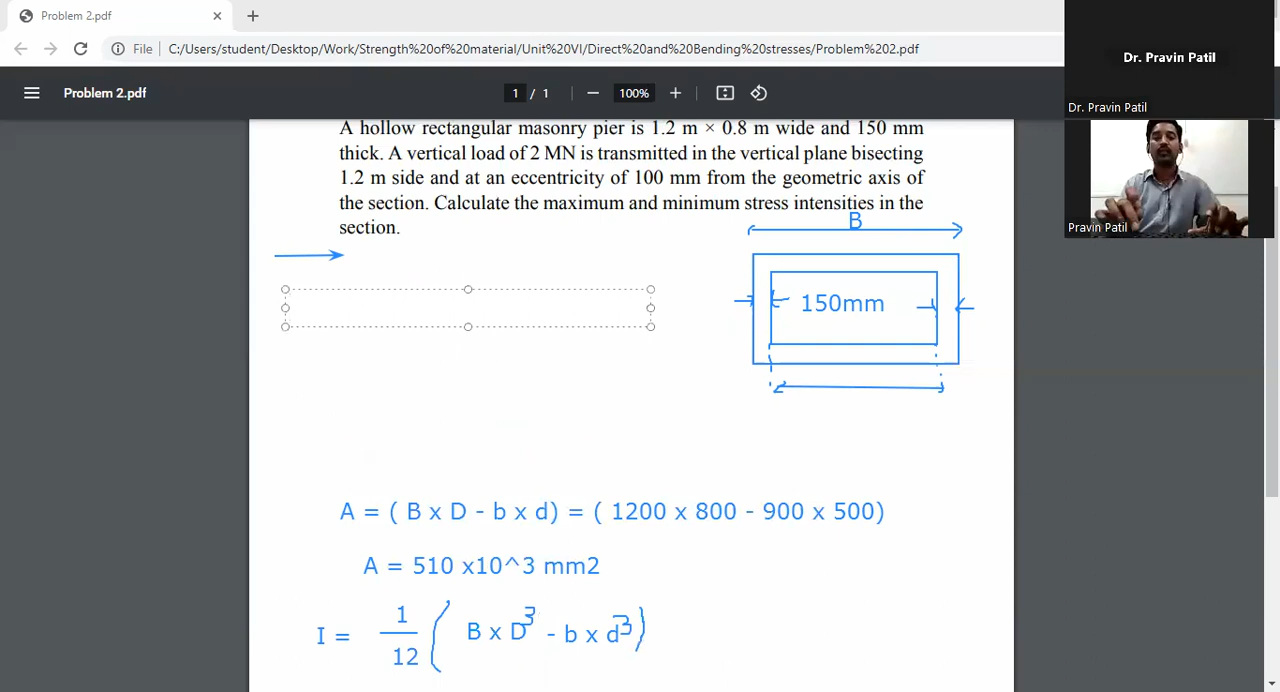 Problem 2.pdf
File
C:/Users/student/Desktop/Work/Strength%20of%20material/Unit%20VI/Direct%20and%20Bending%20stresses/Problem%202.pdf
Dr. Pravin Patil
Dr. Pravin Patil
Problem 2.pdf
1 / 1
100%
Pravin Patil
A hollow rectangular masonry pier is 1.2 m × 0.8 m wide and 150 mm
thick. A vertical load of 2 MN is transmitted in the vertical plane bisecting
1.2 m side and at an eccentricity of 100 mm from the geometric axis of
the section. Calculate the maximum and minimum stress intensities in the
section.
B
150mm
A = ( B x D - b x d) = ( 1200 x 800 - 900 x 500)
A = 510 x10^3 mm2
I = 1/12 ( B x D^3 - b x d^3 )